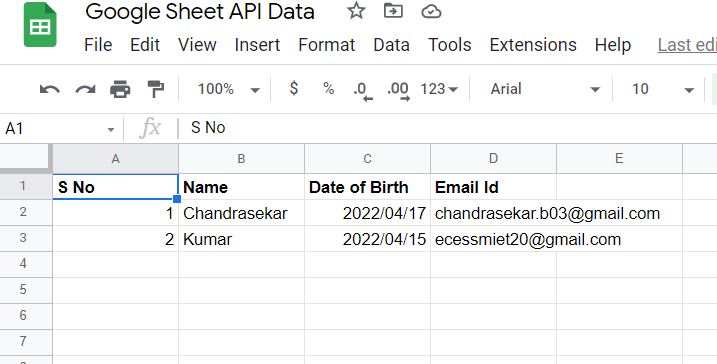 Google Sheet API Data
File Edit View Insert Format Data Tools Extensions Help Last edi
100% $ % .0 .00 123 Arial 10
A1 fx S No
A B C D E
1 S No Name Date of Birth Email Id
2 1 Chandrasekar 2022/04/17 chandrasekar.b03@gmail.com
3 2 Kumar 2022/04/15 ecessmiet20@gmail.com
4
5
6
7